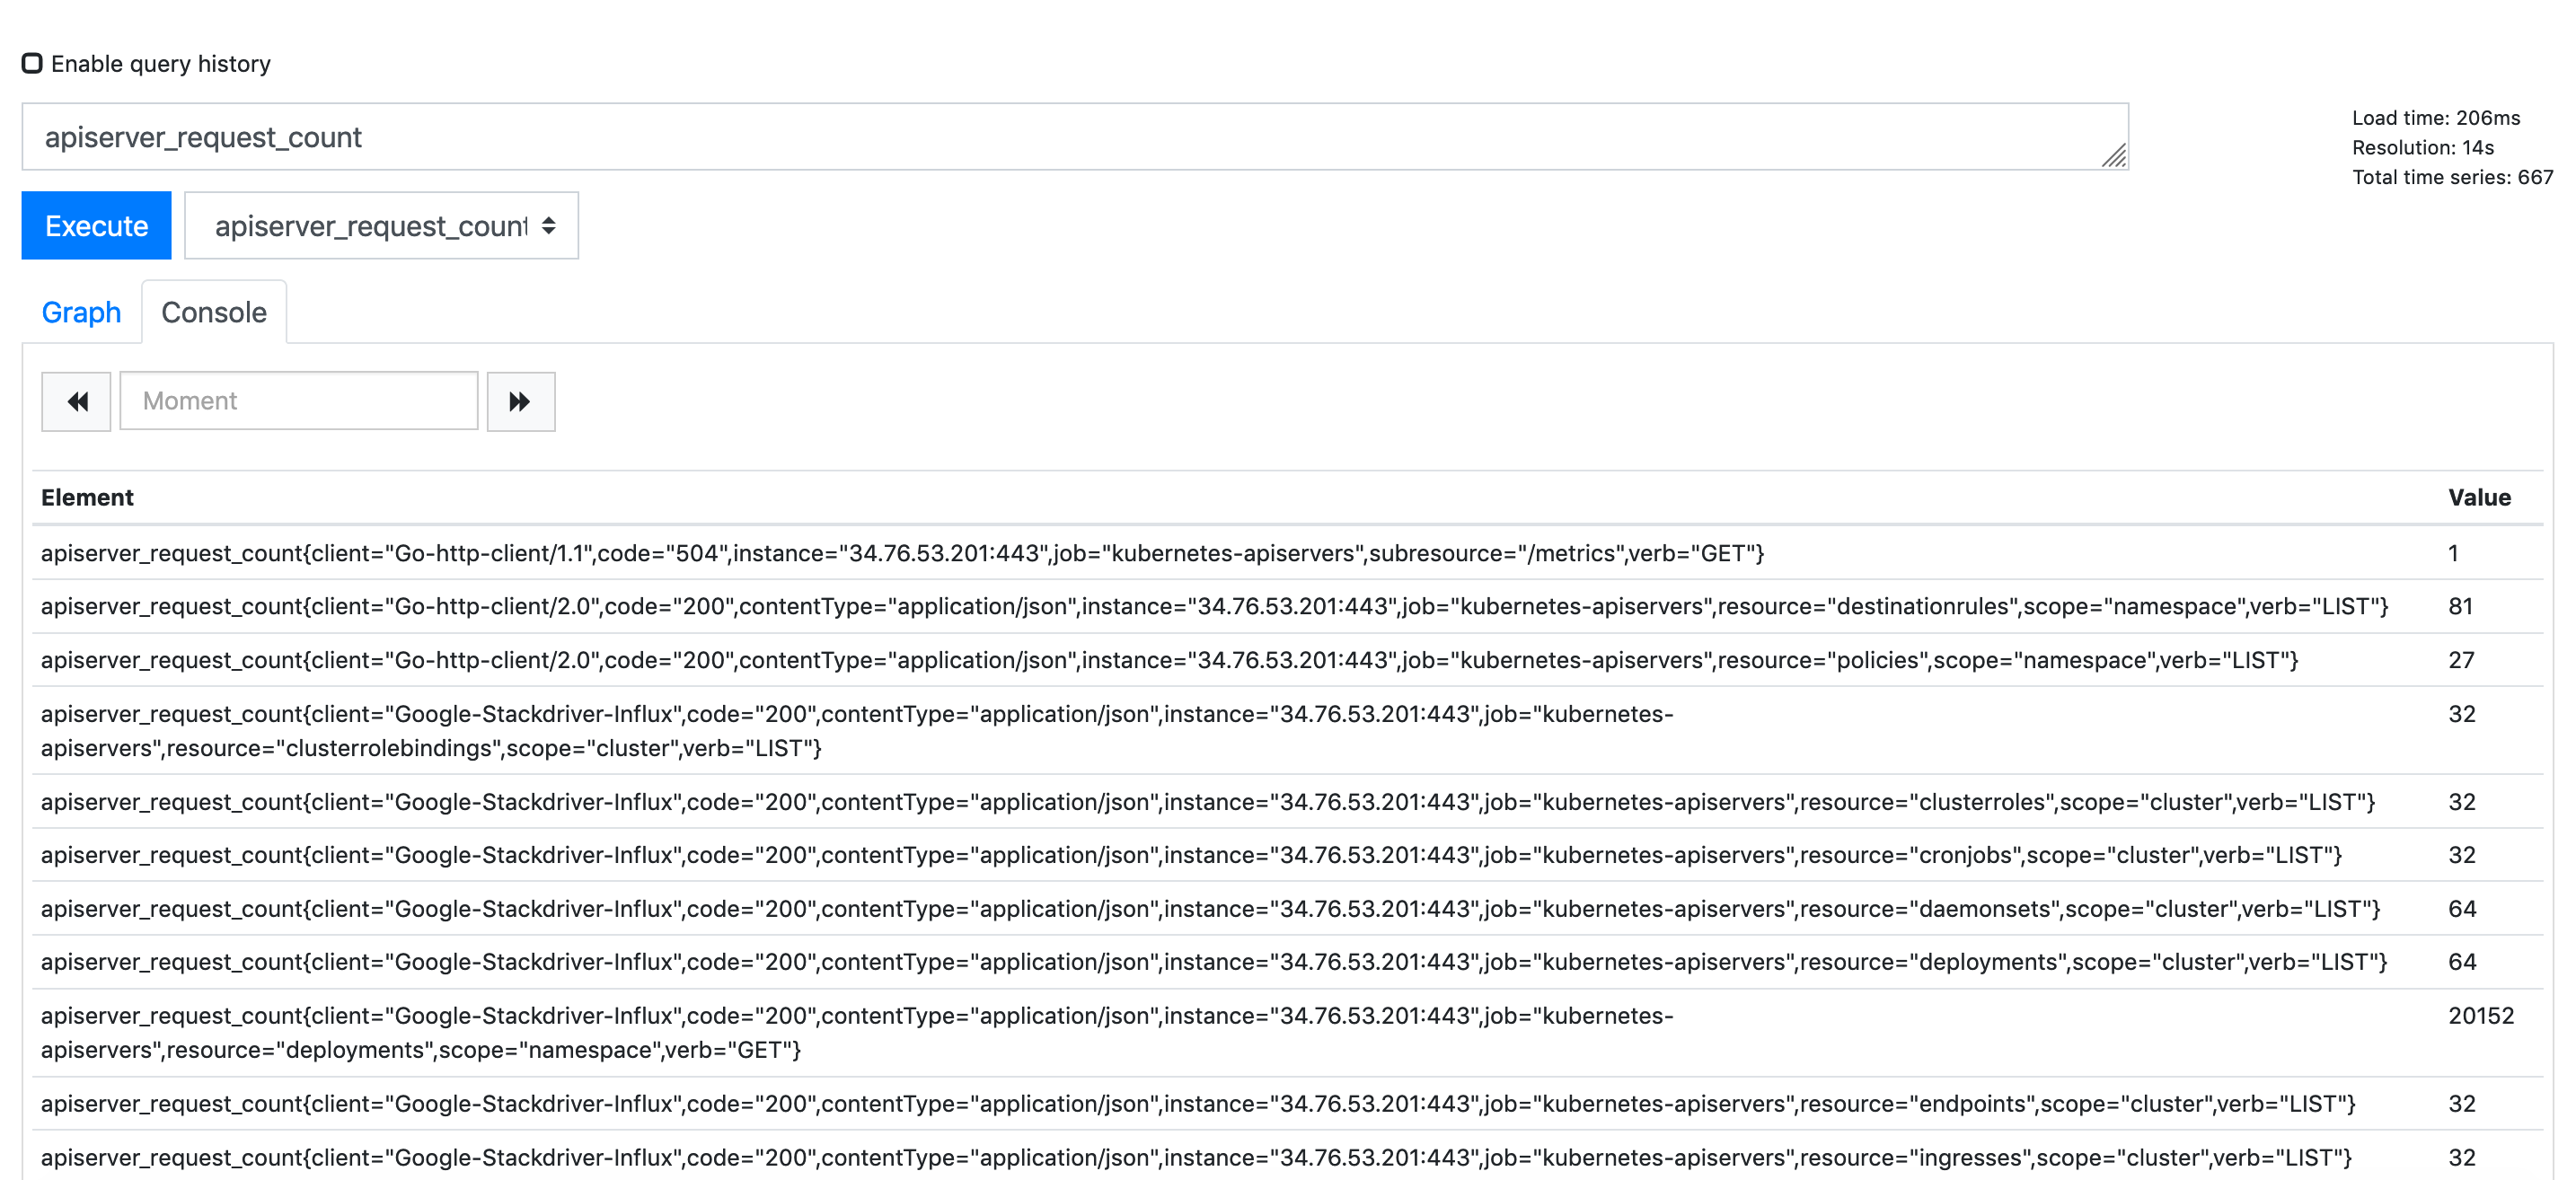 Enable query history
apiserver_request_count
Load time: 206ms
Resolution: 14s
Total time series: 667
Execute
apiserver_request_count
Graph
Console
Moment
Element Value
apiserver_request_count{client="Go-http-client/1.1",code="504",instance="34.76.53.201:443",job="kubernetes-apiservers",subresource="/metrics",verb="GET"} 1
apiserver_request_count{client="Go-http-client/2.0",code="200",contentType="application/json",instance="34.76.53.201:443",job="kubernetes-apiservers",resource="destinationrules",scope="namespace",verb="LIST"} 81
apiserver_request_count{client="Go-http-client/2.0",code="200",contentType="application/json",instance="34.76.53.201:443",job="kubernetes-apiservers",resource="policies",scope="namespace",verb="LIST"} 27
apiserver_request_count{client="Google-Stackdriver-Influx",code="200",contentType="application/json",instance="34.76.53.201:443",job="kubernetes- 32
apiservers",resource="clusterrolebindings",scope="cluster",verb="LIST"}
apiserver_request_count{client="Google-Stackdriver-Influx",code="200",contentType="application/json",instance="34.76.53.201:443",job="kubernetes-apiservers",resource="clusterroles",scope="cluster",verb="LIST"} 32
apiserver_request_count{client="Google-Stackdriver-Influx",code="200",contentType="application/json",instance="34.76.53.201:443",job="kubernetes-apiservers",resource="cronjobs",scope="cluster",verb="LIST"} 32
apiserver_request_count{client="Google-Stackdriver-Influx",code="200",contentType="application/json",instance="34.76.53.201:443",job="kubernetes-apiservers",resource="daemonsets",scope="cluster",verb="LIST"} 64
apiserver_request_count{client="Google-Stackdriver-Influx",code="200",contentType="application/json",instance="34.76.53.201:443",job="kubernetes-apiservers",resource="deployments",scope="cluster",verb="LIST"} 64
apiserver_request_count{client="Google-Stackdriver-Influx",code="200",contentType="application/json",instance="34.76.53.201:443",job="kubernetes- 20152
apiservers",resource="deployments",scope="namespace",verb="GET"}
apiserver_request_count{client="Google-Stackdriver-Influx",code="200",contentType="application/json",instance="34.76.53.201:443",job="kubernetes-apiservers",resource="endpoints",scope="cluster",verb="LIST"} 32
apiserver_request_count{client="Google-Stackdriver-Influx",code="200",contentType="application/json",instance="34.76.53.201:443",job="kubernetes-apiservers",resource="ingresses",scope="cluster",verb="LIST"} 32